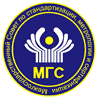 Межгосударственный Совет по стандартизации, метрологии и сертификации
МГС